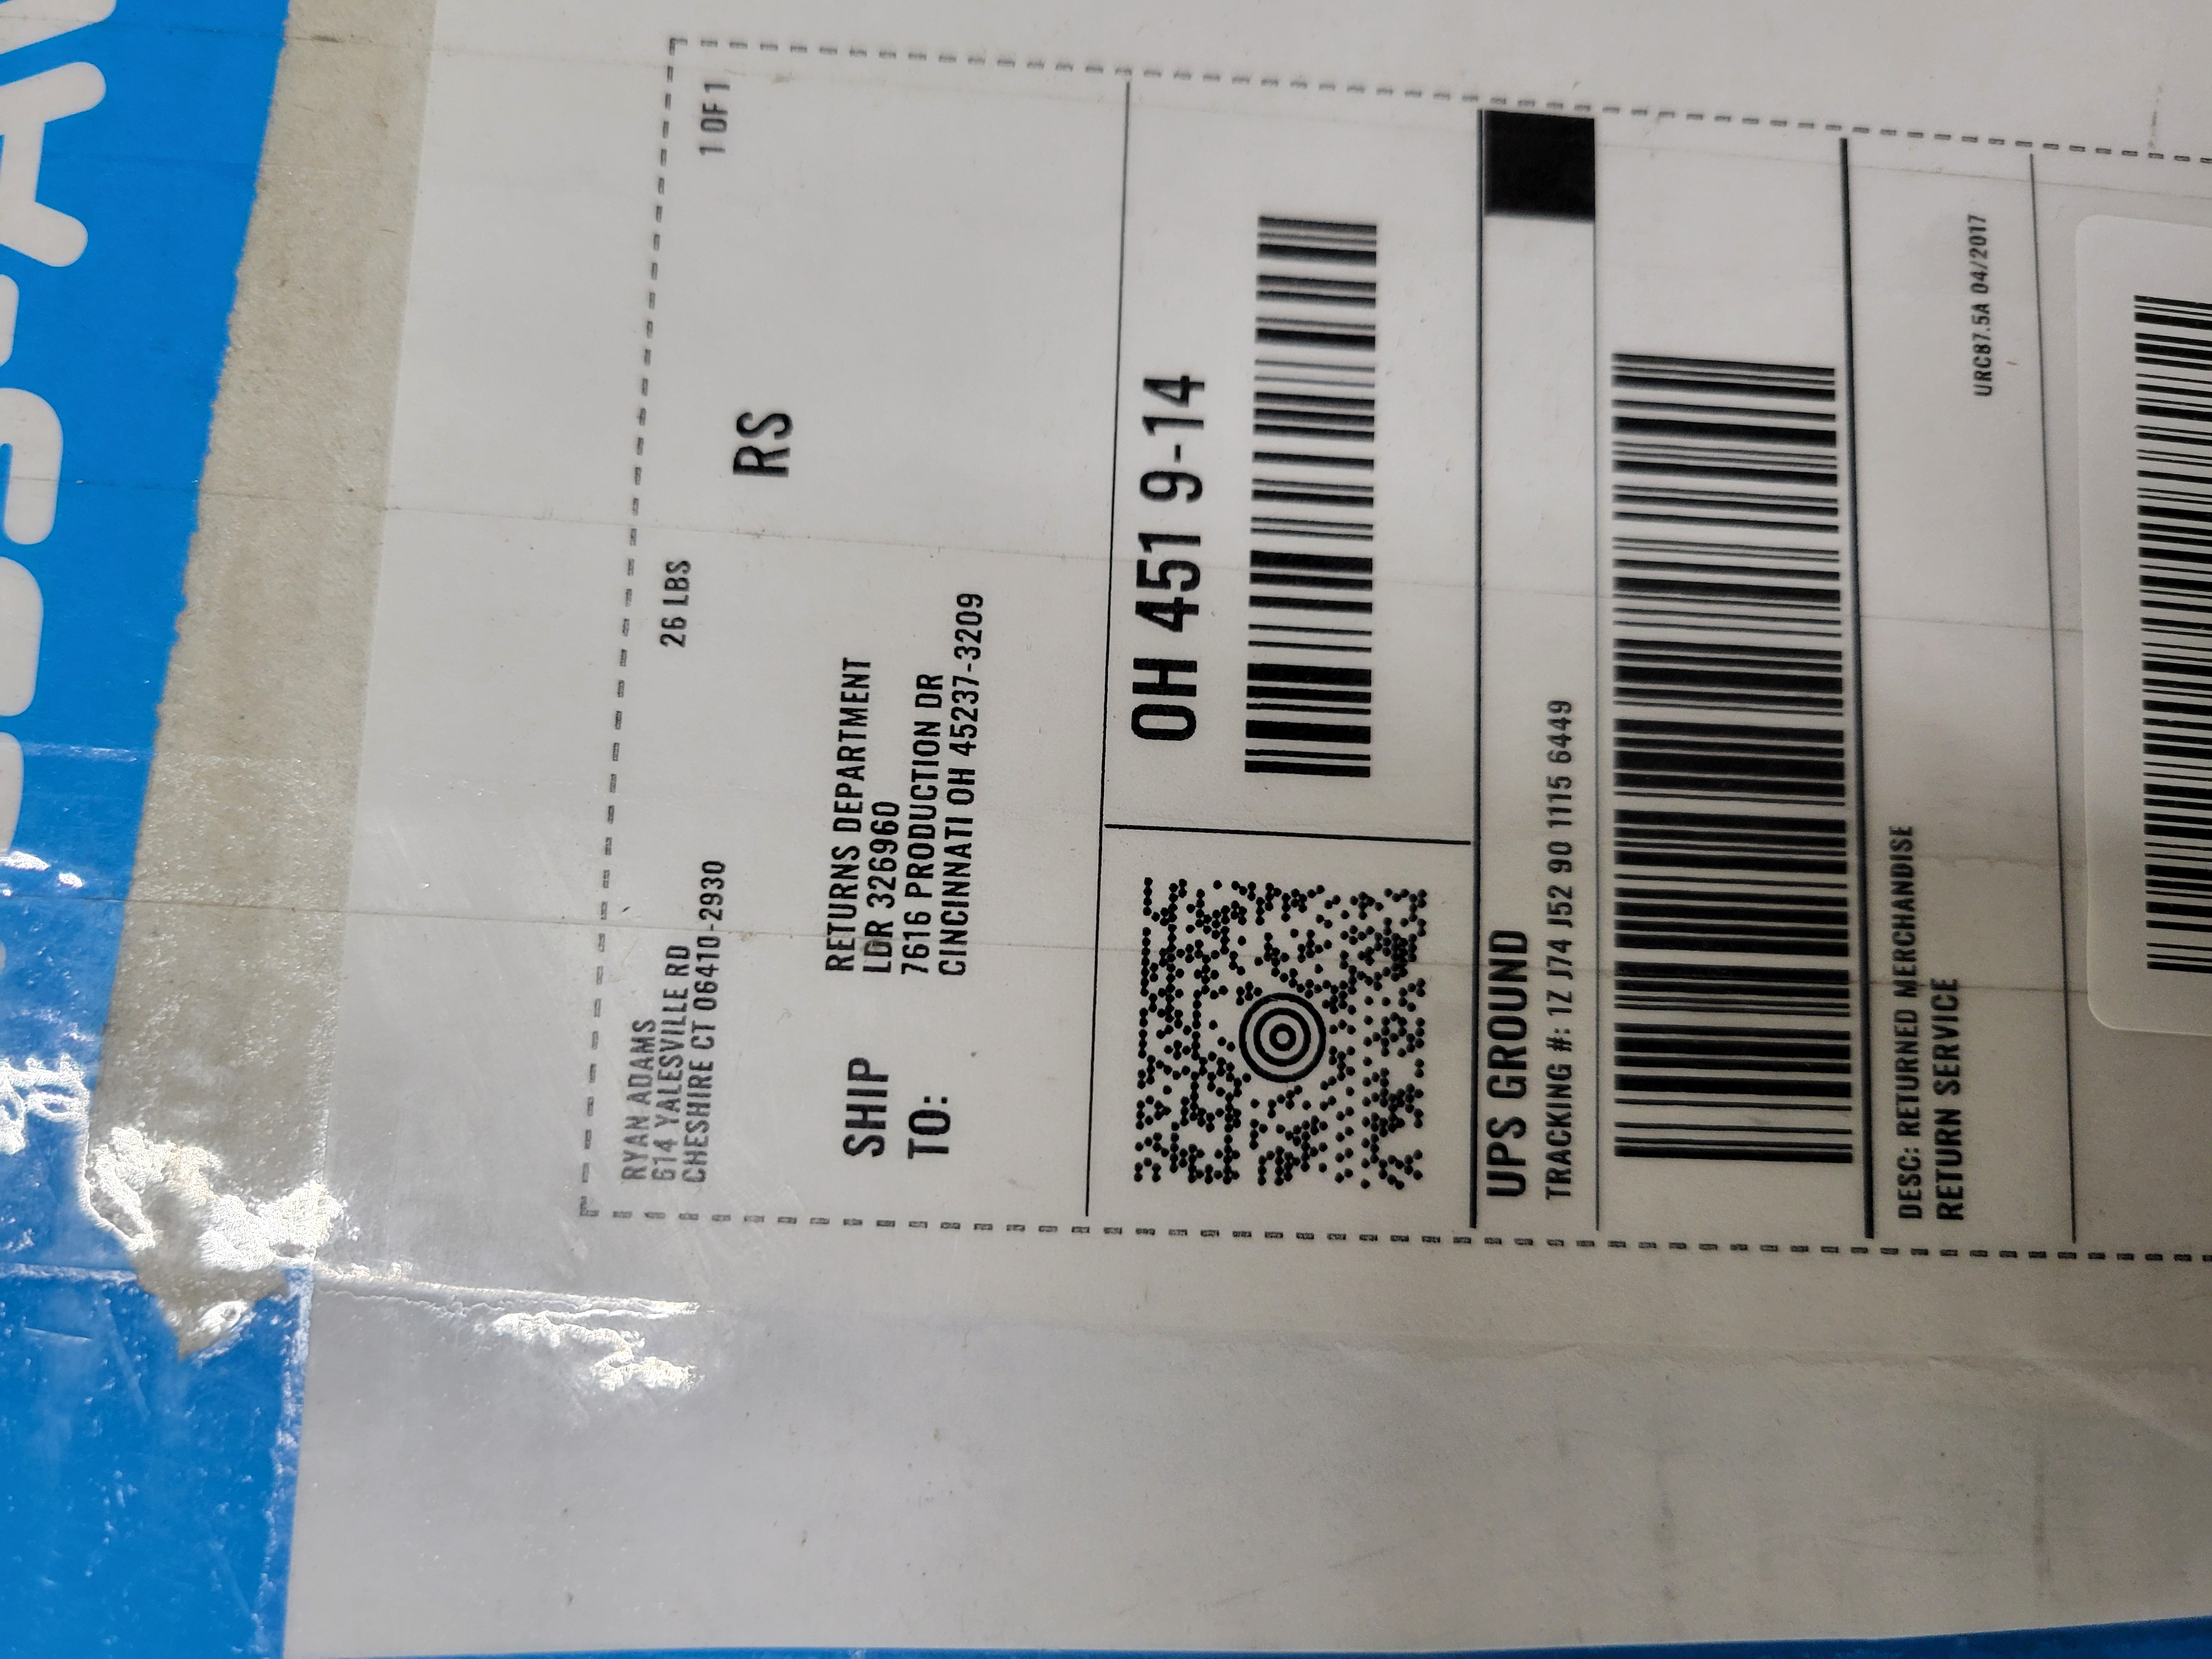 RYAN ADAMS
614 YALESVILLE RD
CHESHIRE CT 06410-2930
26 LBS
1 OF 1
RS
SHIP
TO:
RETURNS DEPARTMENT
LDR 326960
7616 PRODUCTION DR
CINCINNATI OH 45237-3209
OH 451 9-14
UPS GROUND
TRACKING #: 1Z J74 J52 90 1115 6449
DESC: RETURNED MERCHANDISE
RETURN SERVICE
URC87.5A 04/2017